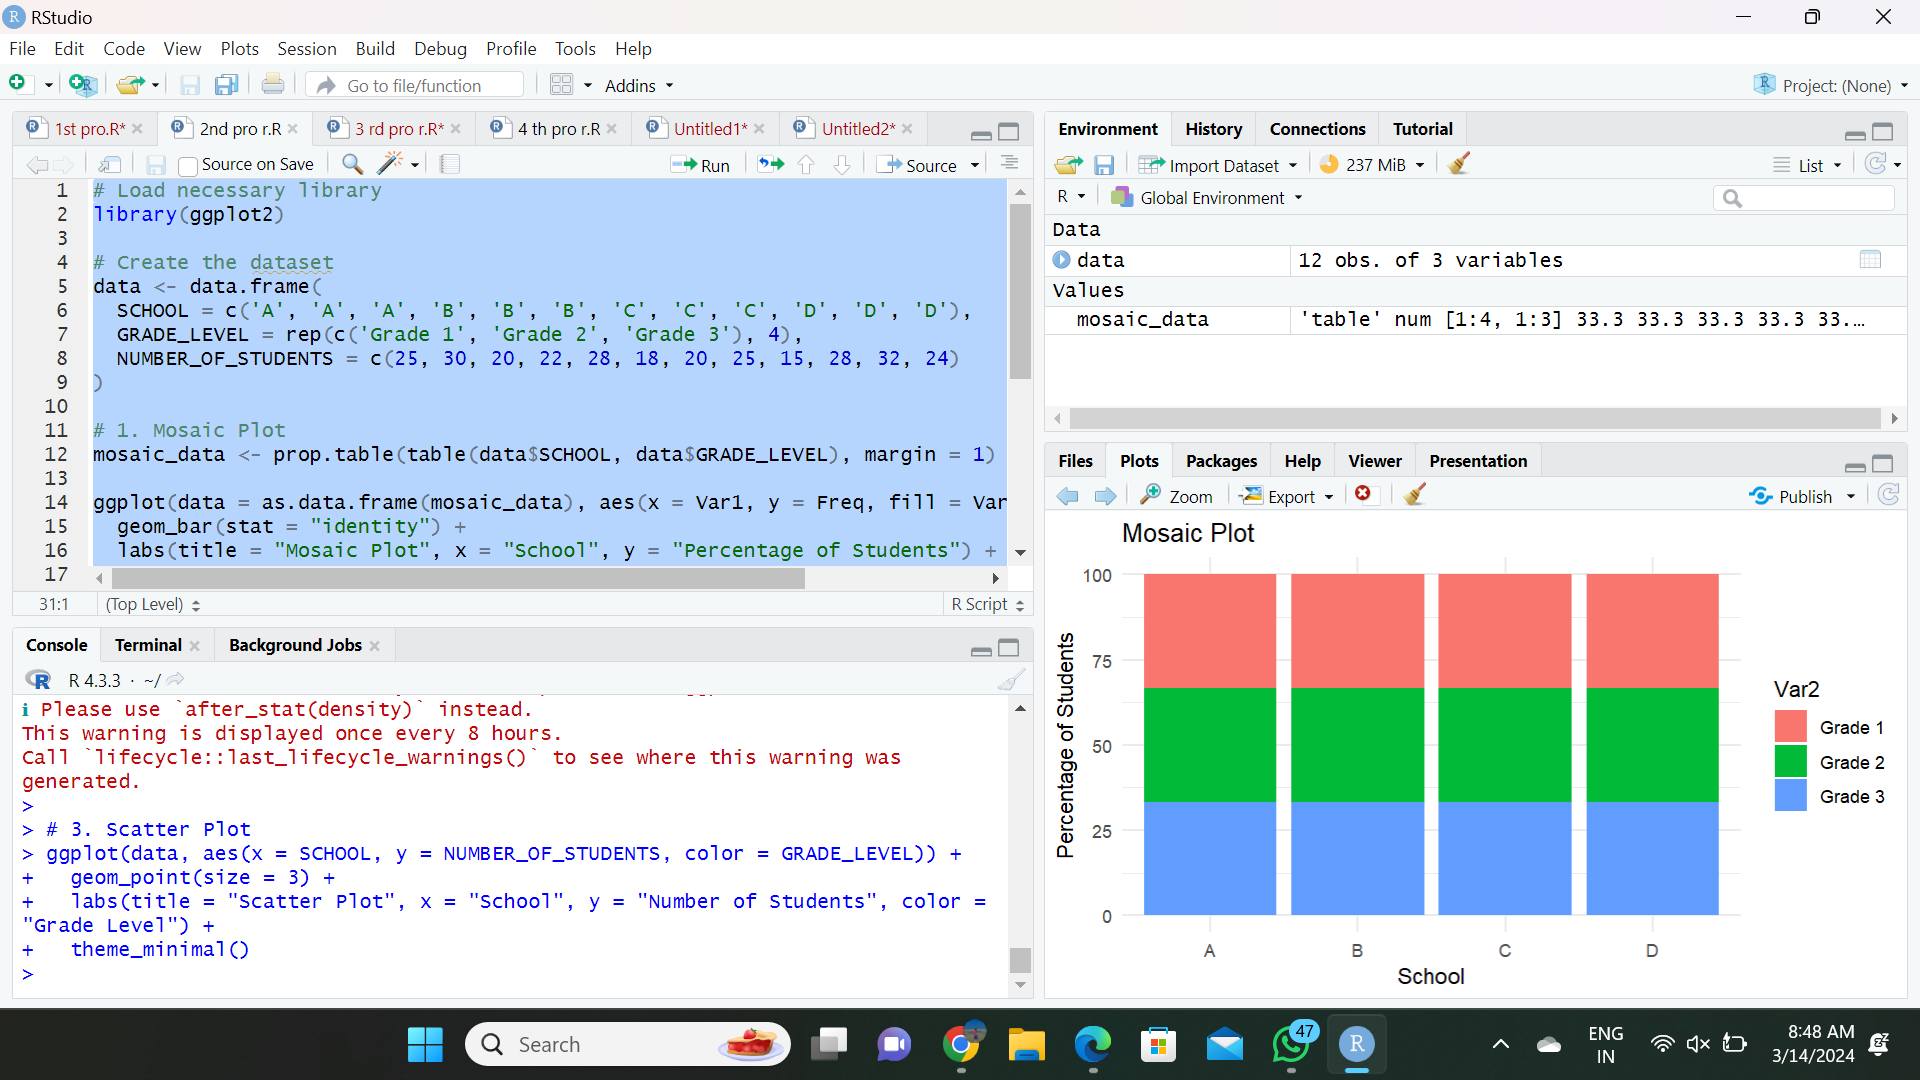 RStudio
File Edit Code View Plots Session Build Debug Profile Tools Help
Go to file/function
Addins
Project: (None)
1st pro.R* 2nd pro r.R 3 rd pro r.R* 4 th pro r.R Untitled1* Untitled2*
Source on Save Run Source
1 # Load necessary library
2 library(ggplot2)
3
4 # Create the dataset
5 data <- data.frame(
6   SCHOOL = c('A', 'A', 'A', 'B', 'B', 'B', 'C', 'C', 'C', 'D', 'D', 'D'),
7   GRADE_LEVEL = rep(c('Grade 1', 'Grade 2', 'Grade 3'), 4),
8   NUMBER_OF_STUDENTS = c(25, 30, 20, 22, 28, 18, 20, 25, 15, 28, 32, 24)
9 )
10
11 # 1. Mosaic Plot
12 mosaic_data <- prop.table(table(data$SCHOOL, data$GRADE_LEVEL), margin = 1)
13
14 ggplot(data = as.data.frame(mosaic_data), aes(x = Var1, y = Freq, fill = Var
15   geom_bar(stat = "identity") +
16   labs(title = "Mosaic Plot", x = "School", y = "Percentage of Students") +
17
31:1 (Top Level) R Script
Console Terminal Background Jobs
R 4.3.3 · ~/
i Please use `after_stat(density)` instead.
This warning is displayed once every 8 hours.
Call `lifecycle::last_lifecycle_warnings()` to see where this warning was
generated.
>
> # 3. Scatter Plot
> ggplot(data, aes(x = SCHOOL, y = NUMBER_OF_STUDENTS, color = GRADE_LEVEL)) +
+   geom_point(size = 3) +
+   labs(title = "Scatter Plot", x = "School", y = "Number of Students", color =
"Grade Level") +
+   theme_minimal()
>
Environment History Connections Tutorial
Import Dataset 237 MiB List
R Global Environment
Data
data 12 obs. of 3 variables
Values
mosaic_data 'table' num [1:4, 1:3] 33.3 33.3 33.3 33.3 33...
Files Plots Packages Help Viewer Presentation
Zoom Export Publish
Mosaic Plot
100
75
50
25
0
Percentage of Students
A B C D
School
Var2
Grade 1
Grade 2
Grade 3
Search
47
ENG
IN
8:48 AM
3/14/2024